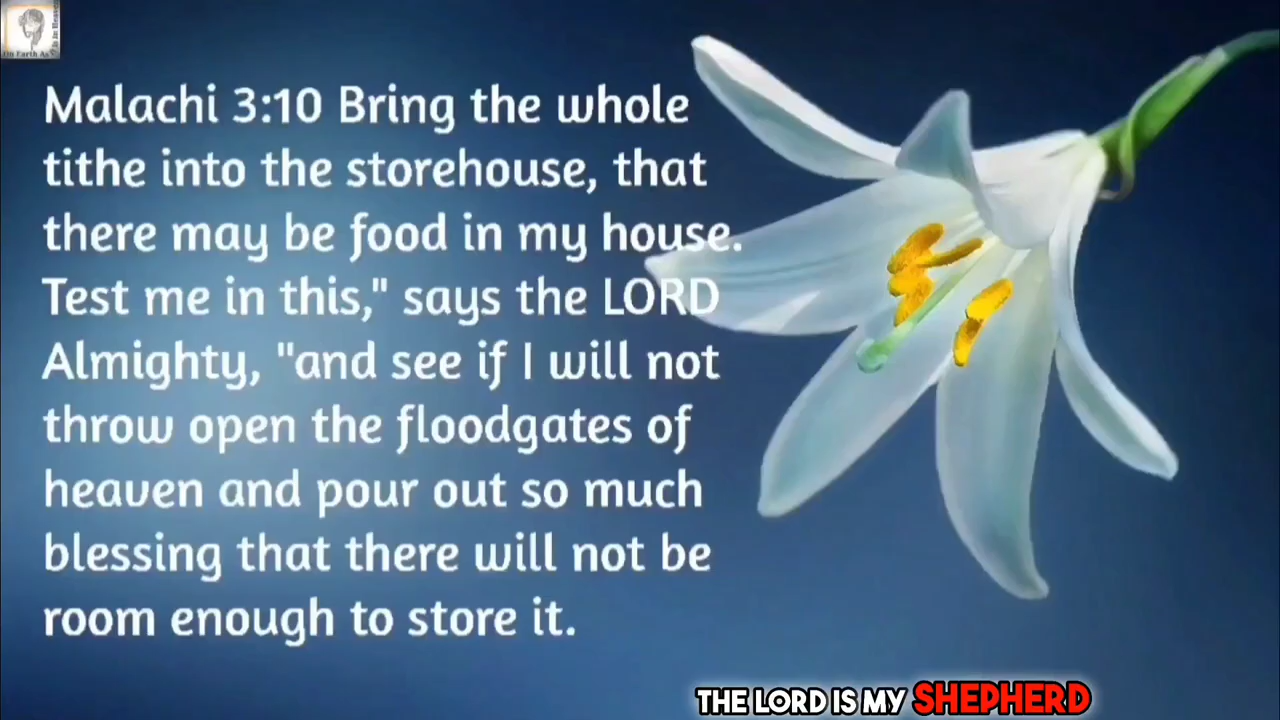 On Earth As
Malachi 3:10 Bring the whole
tithe into the storehouse, that
there may be food in my house.
Test me in this," says the LORD
Almighty, "and see if I will not
throw open the floodgates of
heaven and pour out so much
blessing that there will not be
room enough to store it.
THE LORD IS MY SHEPHERD